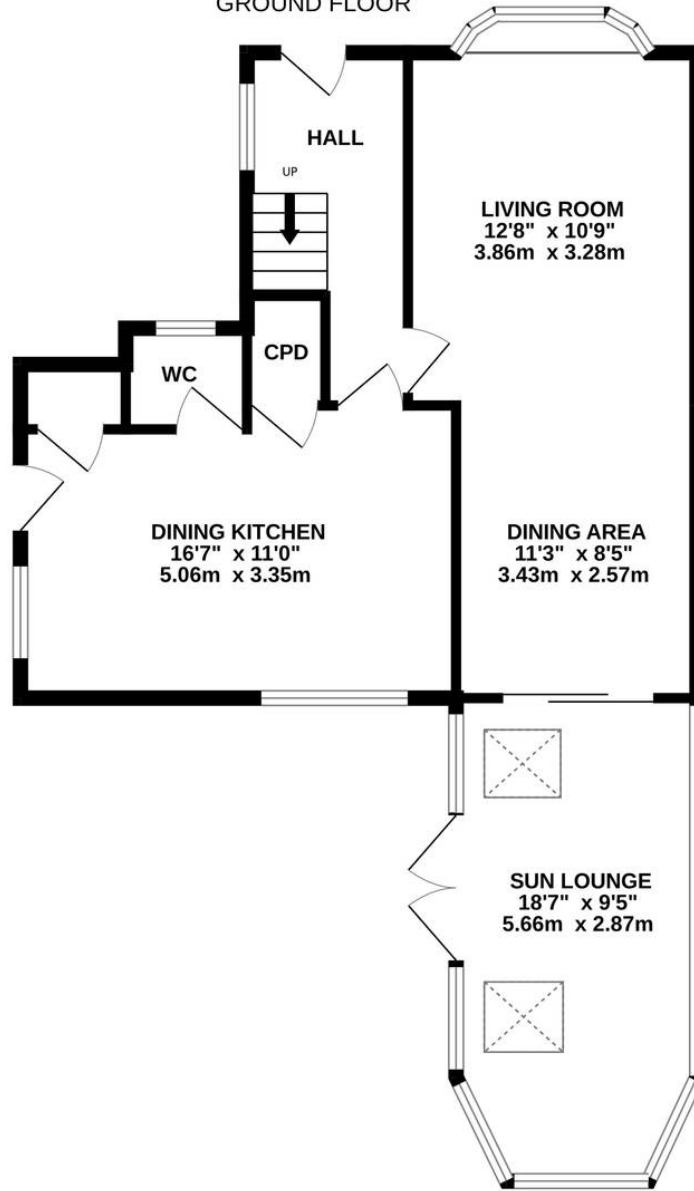 GROUND FLOOR
HALL
UP
LIVING ROOM
12'8" x 10'9"
3.86m x 3.28m
CPD
WC
DINING KITCHEN
16'7" x 11'0"
5.06m x 3.35m
DINING AREA
11'3" x 8'5"
3.43m x 2.57m
SUN LOUNGE
18'7" x 9'5"
5.66m x 2.87m